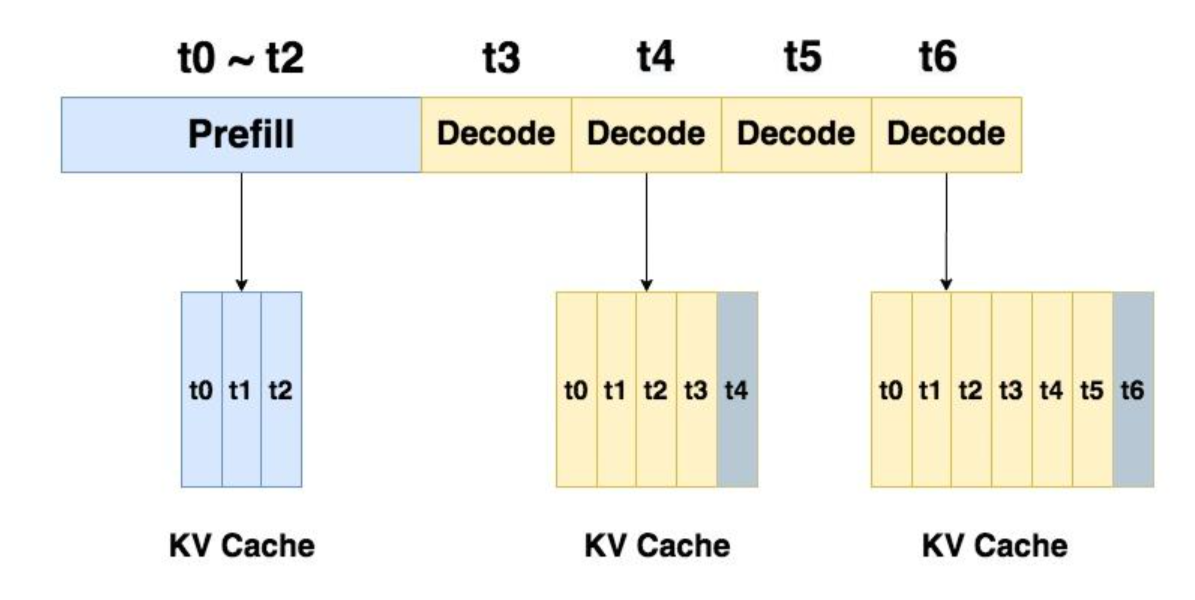 t0 ~ t2 t3 t4 t5 t6
Prefill Decode Decode Decode Decode
t0 t1 t2 t0 t1 t2 t3 t4 t0 t1 t2 t3 t4 t5 t6
KV Cache KV Cache KV Cache